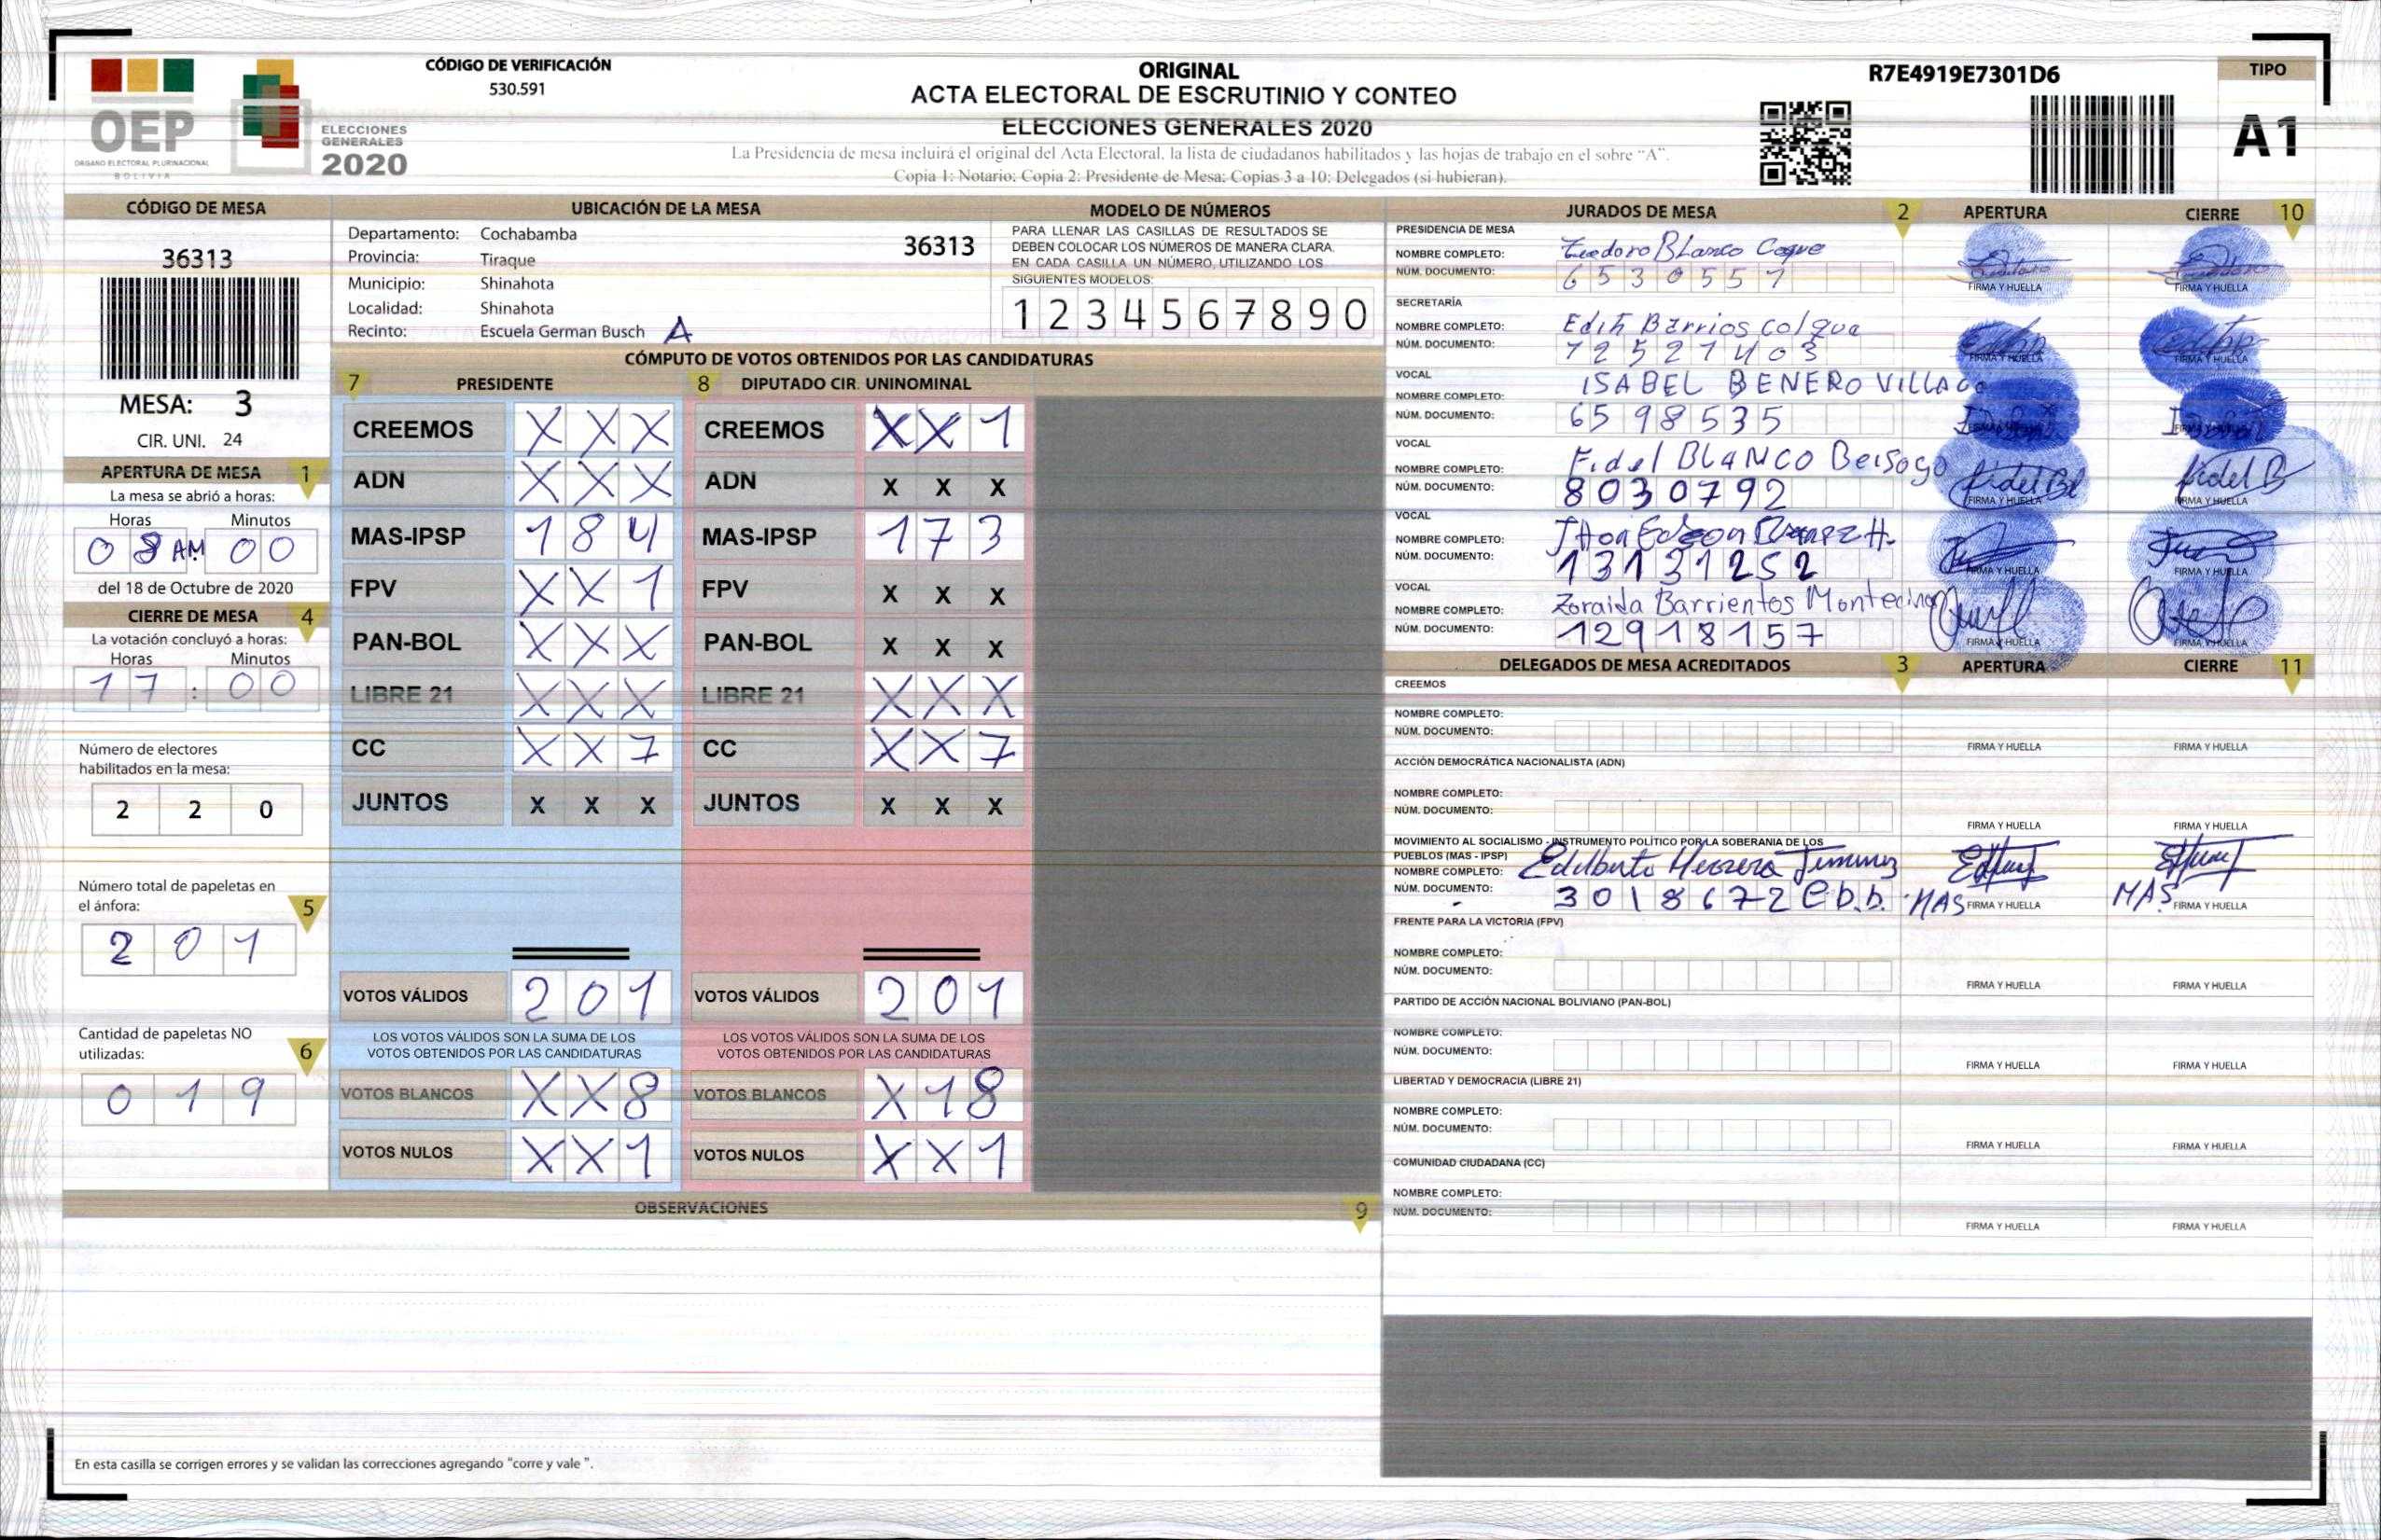 CÓDIGO DE VERIFICACIÓN
530.591
OEP
ÓRGANO ELECTORAL PLURINACIONAL
BOLIVIA
ELECCIONES
GENERALES
2020
ORIGINAL
ACTA ELECTORAL DE ESCRUTINIO Y CONTEO
ELECCIONES GENERALES 2020
La Presidencia de mesa incluirá el original del Acta Electoral, la lista de ciudadanos habilitados y las hojas de trabajo en el sobre “A”.
Copia 1: Notario; Copia 2: Presidente de Mesa; Copias 3 a 10: Delegados (si hubieran).
R7E4919E7301D6
TIPO
A1
CÓDIGO DE MESA
36313
MESA: 3
CIR. UNI. 24
APERTURA DE MESA 1
La mesa se abrió a horas:
Horas Minutos
08 AM 00
del 18 de Octubre de 2020
CIERRE DE MESA 4
La votación concluyó a horas:
Horas Minutos
17 : 00
Número de electores
habilitados en la mesa:
2 2 0
Número total de papeletas en
el ánfora: 5
2 0 1
Cantidad de papeletas NO
utilizadas: 6
0 1 9
UBICACIÓN DE LA MESA
Departamento: Cochabamba 36313
Provincia: Tiraque
Municipio: Shinahota
Localidad: Shinahota
Recinto: Escuela German Busch A
MODELO DE NÚMEROS
PARA LLENAR LAS CASILLAS DE RESULTADOS SE
DEBEN COLOCAR LOS NÚMEROS DE MANERA CLARA.
EN CADA CASILLA UN NÚMERO, UTILIZANDO LOS
SIGUIENTES MODELOS:
1 2 3 4 5 6 7 8 9 0
CÓMPUTO DE VOTOS OBTENIDOS POR LAS CANDIDATURAS
7 PRESIDENTE 8 DIPUTADO CIR. UNINOMINAL
CREEMOS X X X CREEMOS X X 1
ADN X X X ADN X X X
MAS-IPSP 1 8 4 MAS-IPSP 1 7 3
FPV X X 1 FPV X X X
PAN-BOL X X X PAN-BOL X X X
LIBRE 21 X X X LIBRE 21 X X X
CC X X 7 CC X X 7
JUNTOS X X X JUNTOS X X X
VOTOS VÁLIDOS 2 0 1 VOTOS VÁLIDOS 2 0 1
LOS VOTOS VÁLIDOS SON LA SUMA DE LOS LOS VOTOS VÁLIDOS SON LA SUMA DE LOS
VOTOS OBTENIDOS POR LAS CANDIDATURAS VOTOS OBTENIDOS POR LAS CANDIDATURAS
VOTOS BLANCOS X X 8 VOTOS BLANCOS X 1 8
VOTOS NULOS X X 1 VOTOS NULOS X X 1
OBSERVACIONES 9
En esta casilla se corrigen errores y se validan las correcciones agregando “corre y vale ”.
JURADOS DE MESA 2 APERTURA CIERRE 10
PRESIDENCIA DE MESA
NOMBRE COMPLETO: Teodoro Blanco Coque
NÚM. DOCUMENTO: 6530557 FIRMA Y HUELLA FIRMA Y HUELLA
SECRETARÍA
NOMBRE COMPLETO: Edith Barrios Colque
NÚM. DOCUMENTO: 72521403 FIRMA Y HUELLA FIRMA Y HUELLA
VOCAL
NOMBRE COMPLETO: ISABEL BENERO VILLA
NÚM. DOCUMENTO: 6598535
VOCAL
NOMBRE COMPLETO: Fidel BLANCO
NÚM. DOCUMENTO: 8030792 Fidel Bl FIRMA Y HUELLA Fidel B FIRMA Y HUELLA
VOCAL
NOMBRE COMPLETO: Jhon
NÚM. DOCUMENTO: 13131252 FIRMA Y HUELLA FIRMA Y HUELLA
VOCAL
NOMBRE COMPLETO: Zoraida Barrientos Montecinos
NÚM. DOCUMENTO: 12918157 FIRMA Y HUELLA FIRMA Y HUELLA
DELEGADOS DE MESA ACREDITADOS 3 APERTURA CIERRE 11
CREEMOS
NOMBRE COMPLETO:
NÚM. DOCUMENTO: FIRMA Y HUELLA FIRMA Y HUELLA
ACCIÓN DEMOCRÁTICA NACIONALISTA (ADN)
NOMBRE COMPLETO:
NÚM. DOCUMENTO: FIRMA Y HUELLA FIRMA Y HUELLA
MOVIMIENTO AL SOCIALISMO - INSTRUMENTO POLÍTICO POR LA SOBERANIA DE LOS
PUEBLOS (MAS - IPSP)
NOMBRE COMPLETO: Edilberto Herrera Jimenez
NÚM. DOCUMENTO: 3018672 C b.b. MAS FIRMA Y HUELLA MAS FIRMA Y HUELLA
FRENTE PARA LA VICTORIA (FPV)
NOMBRE COMPLETO:
NÚM. DOCUMENTO: FIRMA Y HUELLA FIRMA Y HUELLA
PARTIDO DE ACCIÓN NACIONAL BOLIVIANO (PAN-BOL)
NOMBRE COMPLETO:
NÚM. DOCUMENTO: FIRMA Y HUELLA FIRMA Y HUELLA
LIBERTAD Y DEMOCRACIA (LIBRE 21)
NOMBRE COMPLETO:
NÚM. DOCUMENTO: FIRMA Y HUELLA FIRMA Y HUELLA
COMUNIDAD CIUDADANA (CC)
NOMBRE COMPLETO:
NÚM. DOCUMENTO: FIRMA Y HUELLA FIRMA Y HUELLA